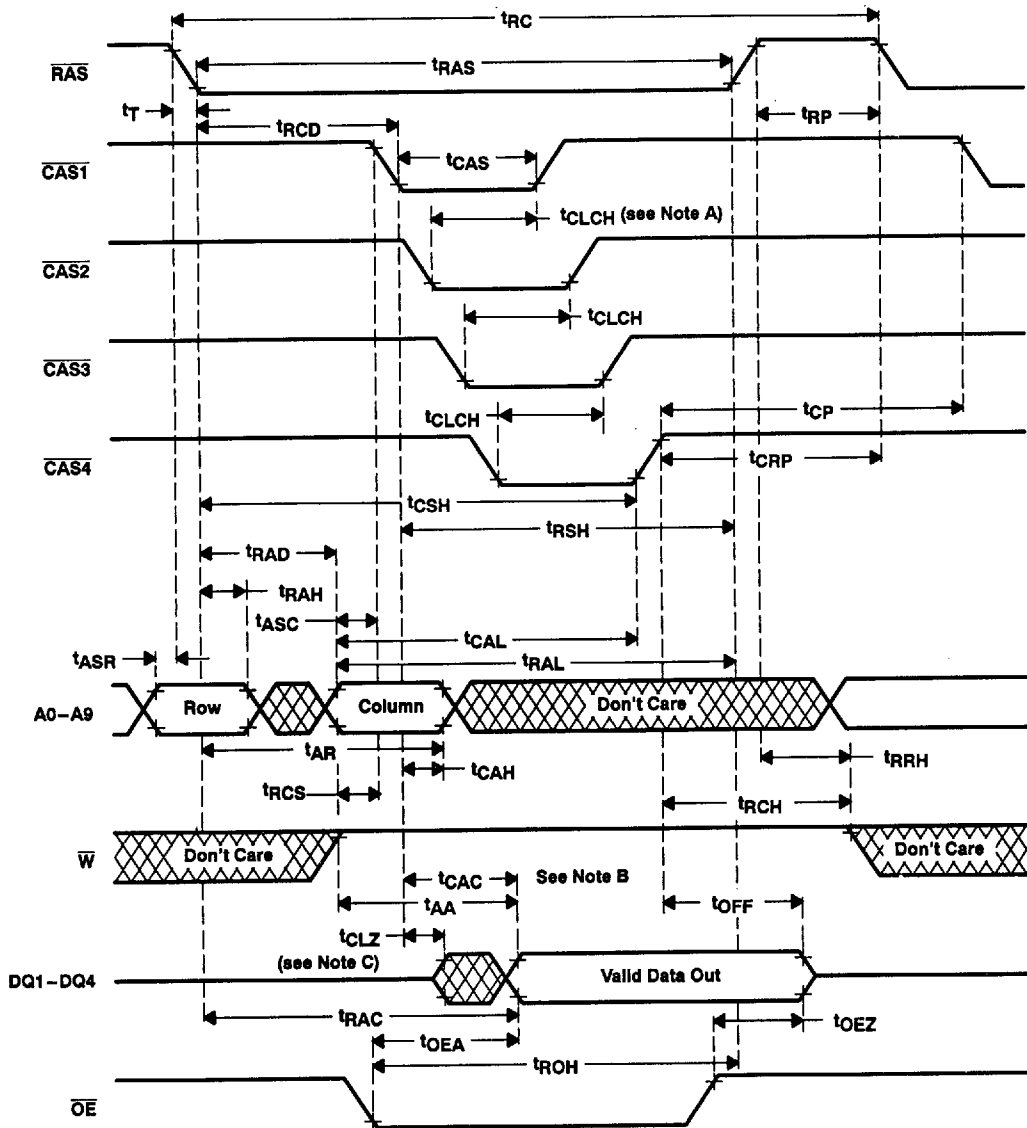 tRC
RAS
tRAS
tT
tRP
tRCD
CAS1
tCAS
tCLCH (see Note A)
CAS2
tCLCH
CAS3
tCLCH
tCP
CAS4
tCRP
tCSH
tRSH
tRAD
tRAH
tASC
tCAL
tASR
tRAL
A0–A9
Row
Column
Don't Care
tAR
tCAH
tRRH
tRCS
tRCH
W
Don't Care
Don't Care
tCAC
See Note B
tAA
tOFF
tCLZ
(see Note C)
DQ1–DQ4
Valid Data Out
tRAC
tOEZ
tOEA
tROH
OE